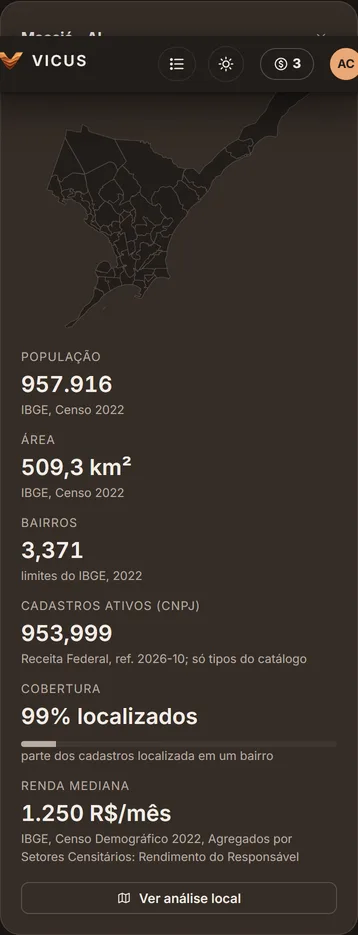 VICUS
3
AC
POPULAÇÃO
957.916
IBGE, Censo 2022
ÁREA
509,3 km²
IBGE, Censo 2022
BAIRROS
3,371
limites do IBGE, 2022
CADASTROS ATIVOS (CNPJ)
953,999
Receita Federal, ref. 2026-10; só tipos do catálogo
COBERTURA
99% localizados
parte dos cadastros localizada em um bairro
RENDA MEDIANA
1.250 R$/mês
IBGE, Censo Demográfico 2022, Agregados por
Setores Censitários: Rendimento do Responsável
Ver análise local